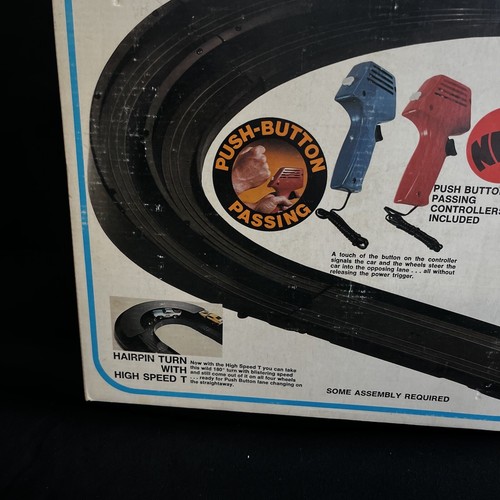 PUSH-BUTTON
PASSING
PUSH BUTTON
PASSING
CONTROLLERS
INCLUDED
A touch of the button on the controller
signals the car and the wheels steer the
car into the opposing lane . . . all without
releasing the power trigger.
HAIRPIN TURN
WITH
HIGH SPEED T
Now with the High Speed T you can take
this wild 180° turn with blistering speed
and still come out of it on all four wheels
. . . ready for Push Button lane changing on
the straightaway.
SOME ASSEMBLY REQUIRED